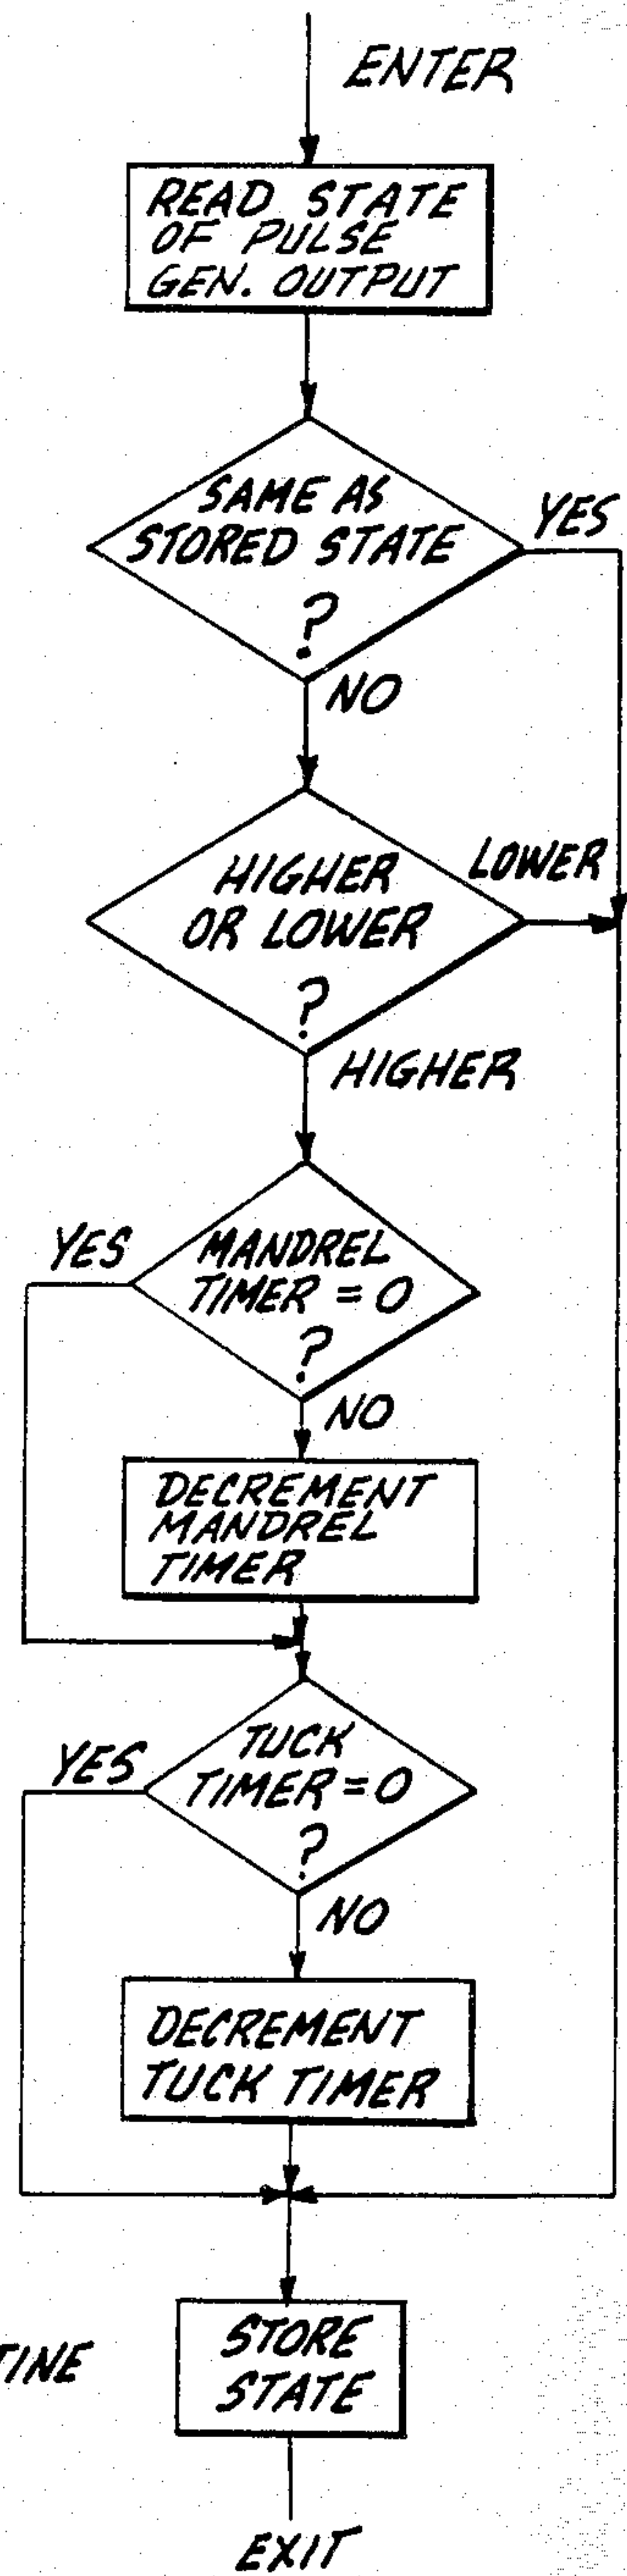 ENTER
READ STATE
OF PULSE
GEN. OUTPUT
SAME AS
STORED STATE
?
YES
NO
HIGHER
OR LOWER
?
LOWER
HIGHER
YES
MANDREL
TIMER = 0
?
NO
DECREMENT
MANDREL
TIMER
YES
TUCK
TIMER = 0
?
NO
DECREMENT
TUCK TIMER
TINE
STORE
STATE
EXIT